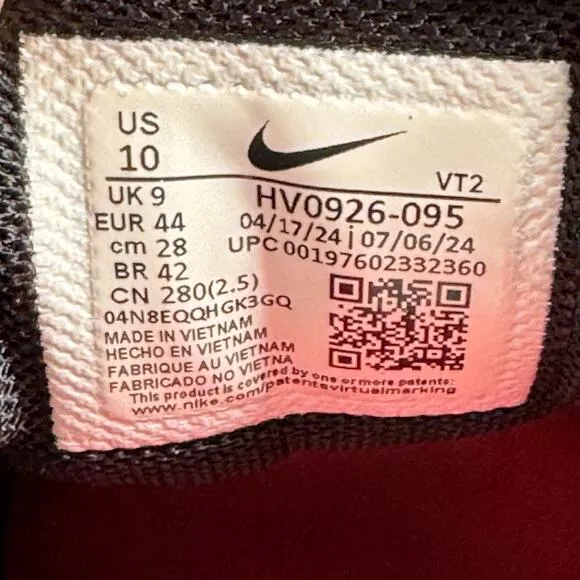 US
10
VT2
UK 9
HV0926-095
EUR 44
04/17/24 | 07/06/24
cm 28
UPC 00197602332360
BR 42
CN 280(2.5)
04N8EQQHGK3GQ
MADE IN VIETNAM
HECHO EN VIETNAM
FABRIQUE AU VIETNAM
FABRICADO NO VIETNA
This product is covered by one or more patents:
www.nike.com/patentsvirtualmarking